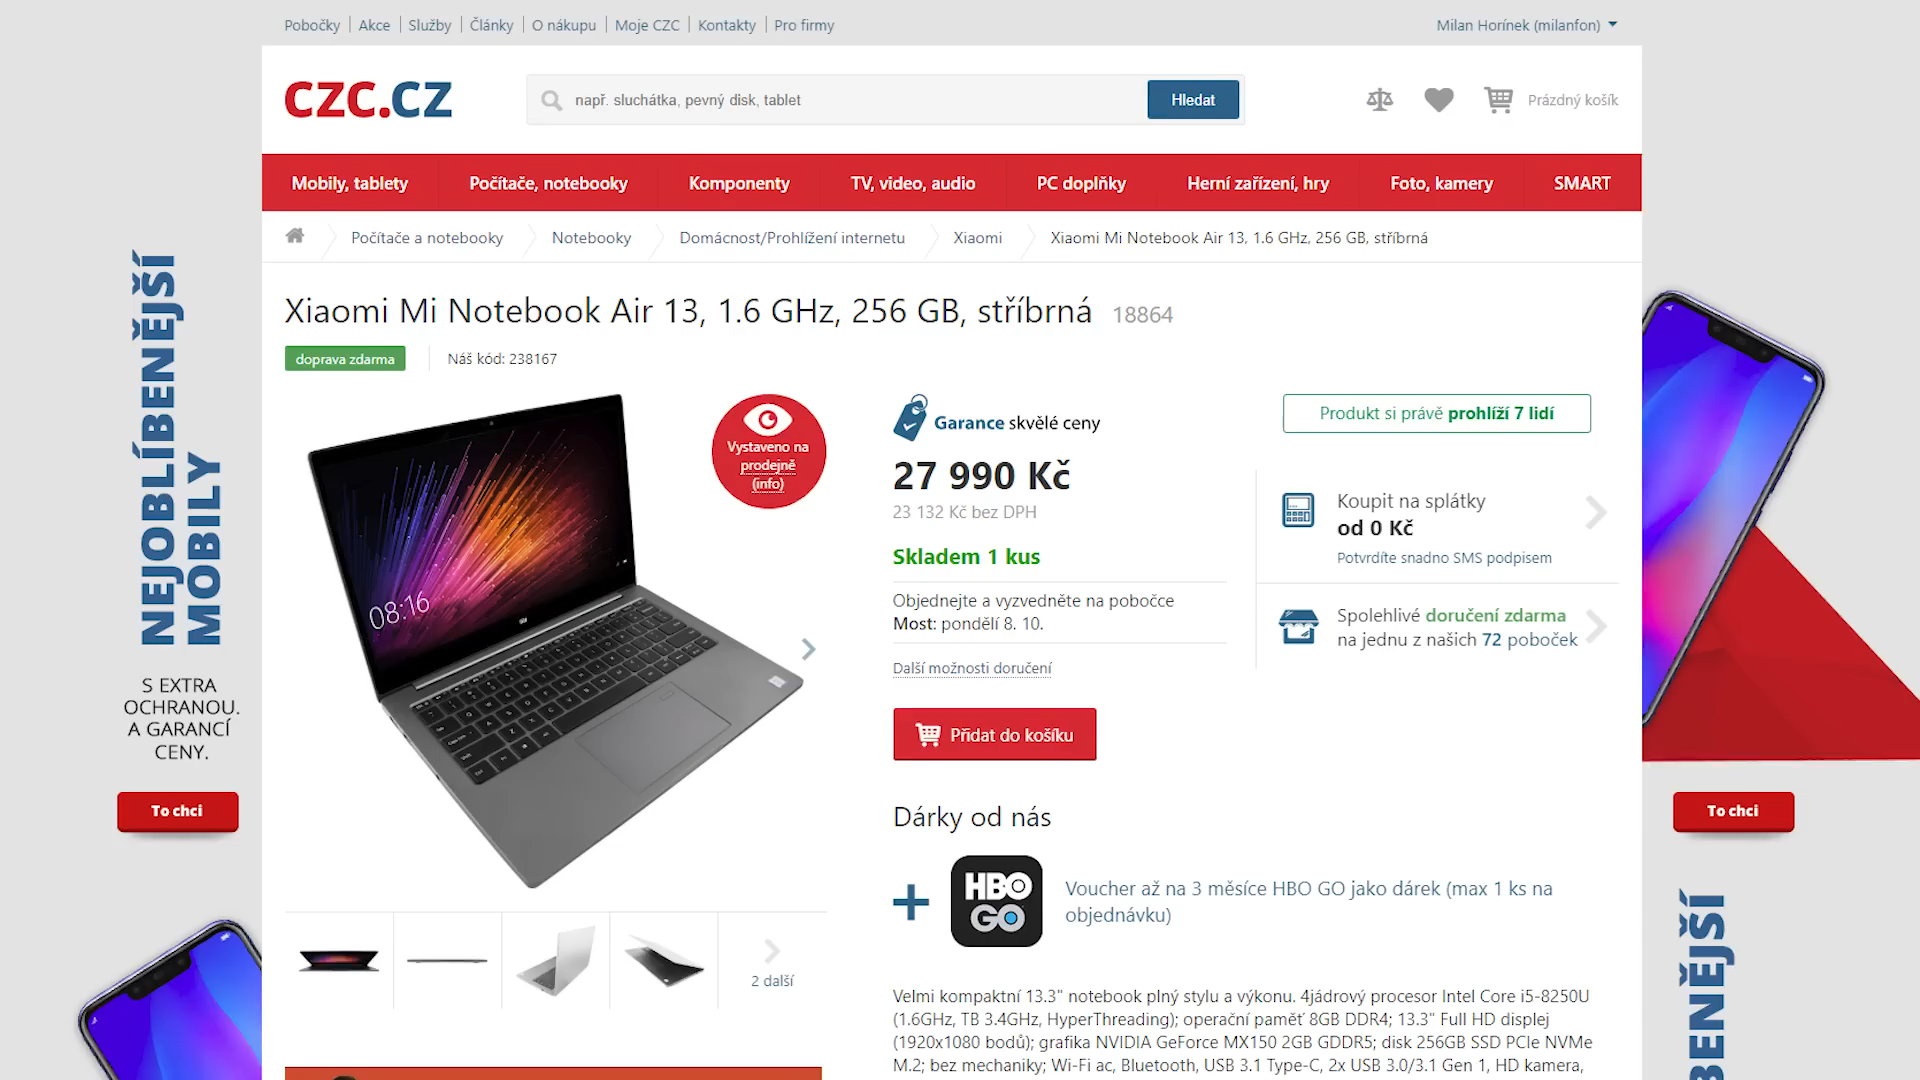 Pobočky Akce Služby Články O nákupu Moje CZC Kontakty Pro firmy
Milan Horínek (milanfon)
CZC.CZ
např. sluchátka, pevný disk, tablet
Hledat
Prázdný košík
Mobily, tablety
Počítače, notebooky
Komponenty
TV, video, audio
PC doplňky
Herní zařízení, hry
Foto, kamery
SMART
Počítače a notebooky
Notebooky
Domácnost/Prohlížení internetu
Xiaomi
Xiaomi Mi Notebook Air 13, 1.6 GHz, 256 GB, stříbrná
Xiaomi Mi Notebook Air 13, 1.6 GHz, 256 GB, stříbrná 18864
doprava zdarma
Náš kód: 238167
Vystaveno na
prodejně
(info)
08:16
2 další
Garance skvělé ceny
27 990 Kč
23 132 Kč bez DPH
Skladem 1 kus
Objednejte a vyzvedněte na pobočce
Most: pondělí 8. 10.
Další možnosti doručení
Přidat do košíku
Produkt si právě prohlíží 7 lidí
Koupit na splátky
od 0 Kč
Potvrdíte snadno SMS podpisem
Spolehlivé doručení zdarma
na jednu z našich 72 poboček
Dárky od nás
HBO
GO
Voucher až na 3 měsíce HBO GO jako dárek (max 1 ks na
objednávku)
Velmi kompaktní 13.3" notebook plný stylu a výkonu. 4jádrový procesor Intel Core i5-8250U
(1.6GHz, TB 3.4GHz, HyperThreading); operační paměť 8GB DDR4; 13.3" Full HD displej
(1920x1080 bodů); grafika NVIDIA GeForce MX150 2GB GDDR5; disk 256GB SSD PCIe NVMe
M.2; bez mechaniky; Wi-Fi ac, Bluetooth, USB 3.1 Type-C, 2x USB 3.0/3.1 Gen 1, HD kamera,
NEJOBLÍBENĚJŠÍ
MOBILY
S EXTRA
OCHRANOU.
A GARANCÍ
CENY.
To chci
To chci
BENĚJŠÍ